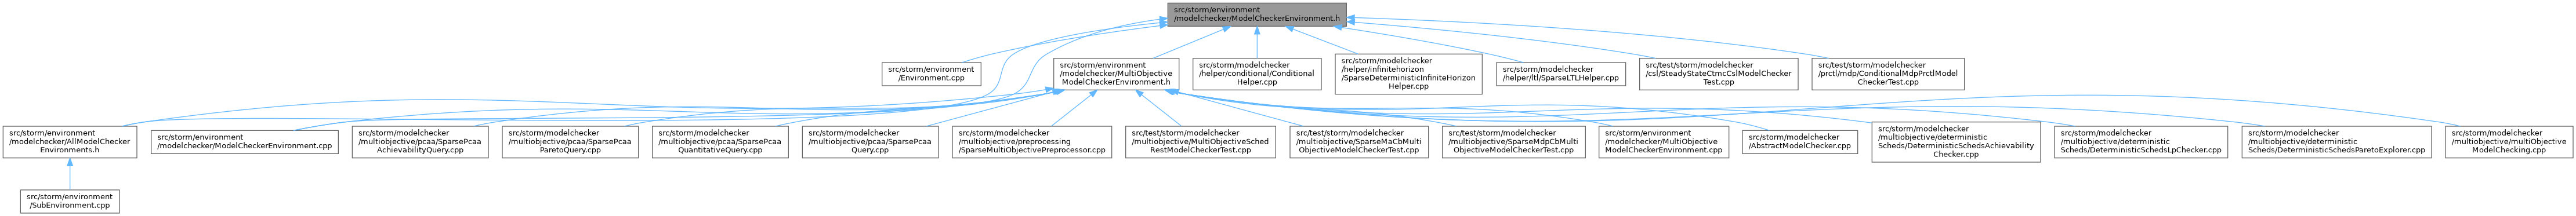 src/storm/environment
/modelchecker/ModelCheckerEnvironment.h
src/storm/environment
/Environment.cpp
src/storm/environment
/modelchecker/MultiObjective
ModelCheckerEnvironment.h
src/storm/modelchecker
/helper/conditional/Conditional
Helper.cpp
src/storm/modelchecker
/helper/infinitehorizon
/SparseDeterministicInfiniteHorizon
Helper.cpp
src/storm/modelchecker
/helper/ltl/SparseLTLHelper.cpp
src/test/storm/modelchecker
/csl/SteadyStateCtmcCslModelChecker
Test.cpp
src/test/storm/modelchecker
/prctl/mdp/ConditionalMdpPrctlModel
CheckerTest.cpp
src/storm/environment
/modelchecker/AllModelChecker
Environments.h
src/storm/environment
/modelchecker/ModelCheckerEnvironment.cpp
src/storm/modelchecker
/multiobjective/pcaa/SparsePcaa
AchievabilityQuery.cpp
src/storm/modelchecker
/multiobjective/pcaa/SparsePcaa
ParetoQuery.cpp
src/storm/modelchecker
/multiobjective/pcaa/SparsePcaa
QuantitativeQuery.cpp
src/storm/modelchecker
/multiobjective/pcaa/SparsePcaa
Query.cpp
src/storm/modelchecker
/multiobjective/preprocessing
/SparseMultiObjectivePreprocessor.cpp
src/test/storm/modelchecker
/multiobjective/MultiObjectiveSched
RestModelCheckerTest.cpp
src/test/storm/modelchecker
/multiobjective/SparseMaCbMulti
ObjectiveModelCheckerTest.cpp
src/test/storm/modelchecker
/multiobjective/SparseMdpCbMulti
ObjectiveModelCheckerTest.cpp
src/storm/environment
/modelchecker/MultiObjective
ModelCheckerEnvironment.cpp
src/storm/modelchecker
/AbstractModelChecker.cpp
src/storm/modelchecker
/multiobjective/deterministic
Scheds/DeterministicSchedsAchievability
Checker.cpp
src/storm/modelchecker
/multiobjective/deterministic
Scheds/DeterministicSchedsLpChecker.cpp
src/storm/modelchecker
/multiobjective/deterministic
Scheds/DeterministicSchedsParetoExplorer.cpp
src/storm/modelchecker
/multiobjective/multiObjective
ModelChecking.cpp
src/storm/environment
/SubEnvironment.cpp